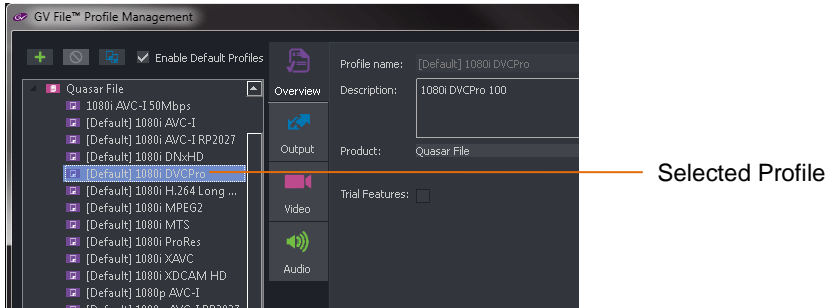 GV File™ Profile Management
Enable Default Profiles
Quasar File
1080i AVC-I 50Mbps
[Default] 1080i AVC-I
[Default] 1080i AVC-I RP2027
[Default] 1080i DNxHD
[Default] 1080i DVCPro
[Default] 1080i H.264 Long ...
[Default] 1080i MPEG2
[Default] 1080i MTS
[Default] 1080i ProRes
[Default] 1080i XAVC
[Default] 1080i XDCAM HD
[Default] 1080p AVC-I
Overview
Output
Video
Audio
Profile name: [Default] 1080i DVCPro
Description: 1080i DVCPro 100
Product: Quasar File
Trial Features:
Selected Profile